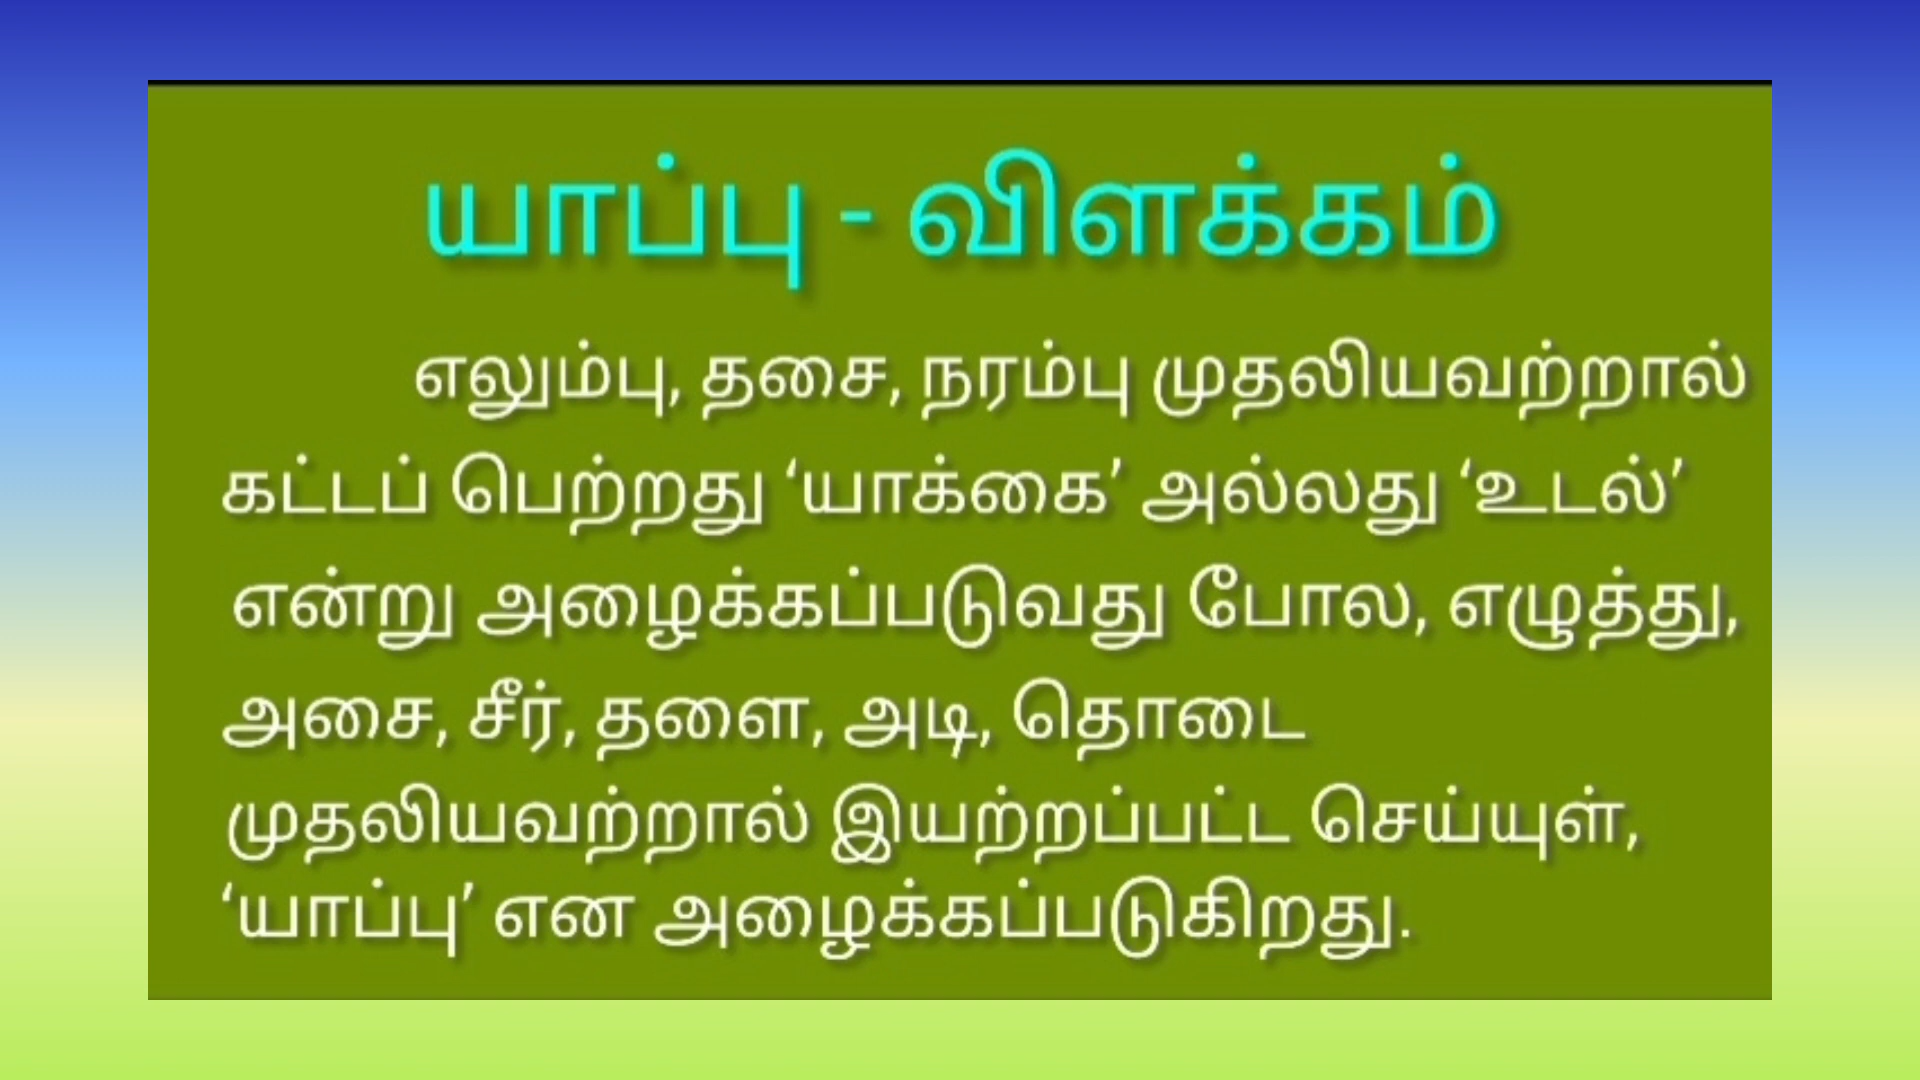 யாப்பு - விளக்கம்
எலும்பு, தசை, நரம்பு முதலியவற்றால்
கட்டப் பெற்றது ‘யாக்கை’ அல்லது ‘உடல்’
என்று அழைக்கப்படுவது போல, எழுத்து,
அசை, சீர், தளை, அடி, தொடை
முதலியவற்றால் இயற்றப்பட்ட செய்யுள்,
‘யாப்பு’ என அழைக்கப்படுகிறது.